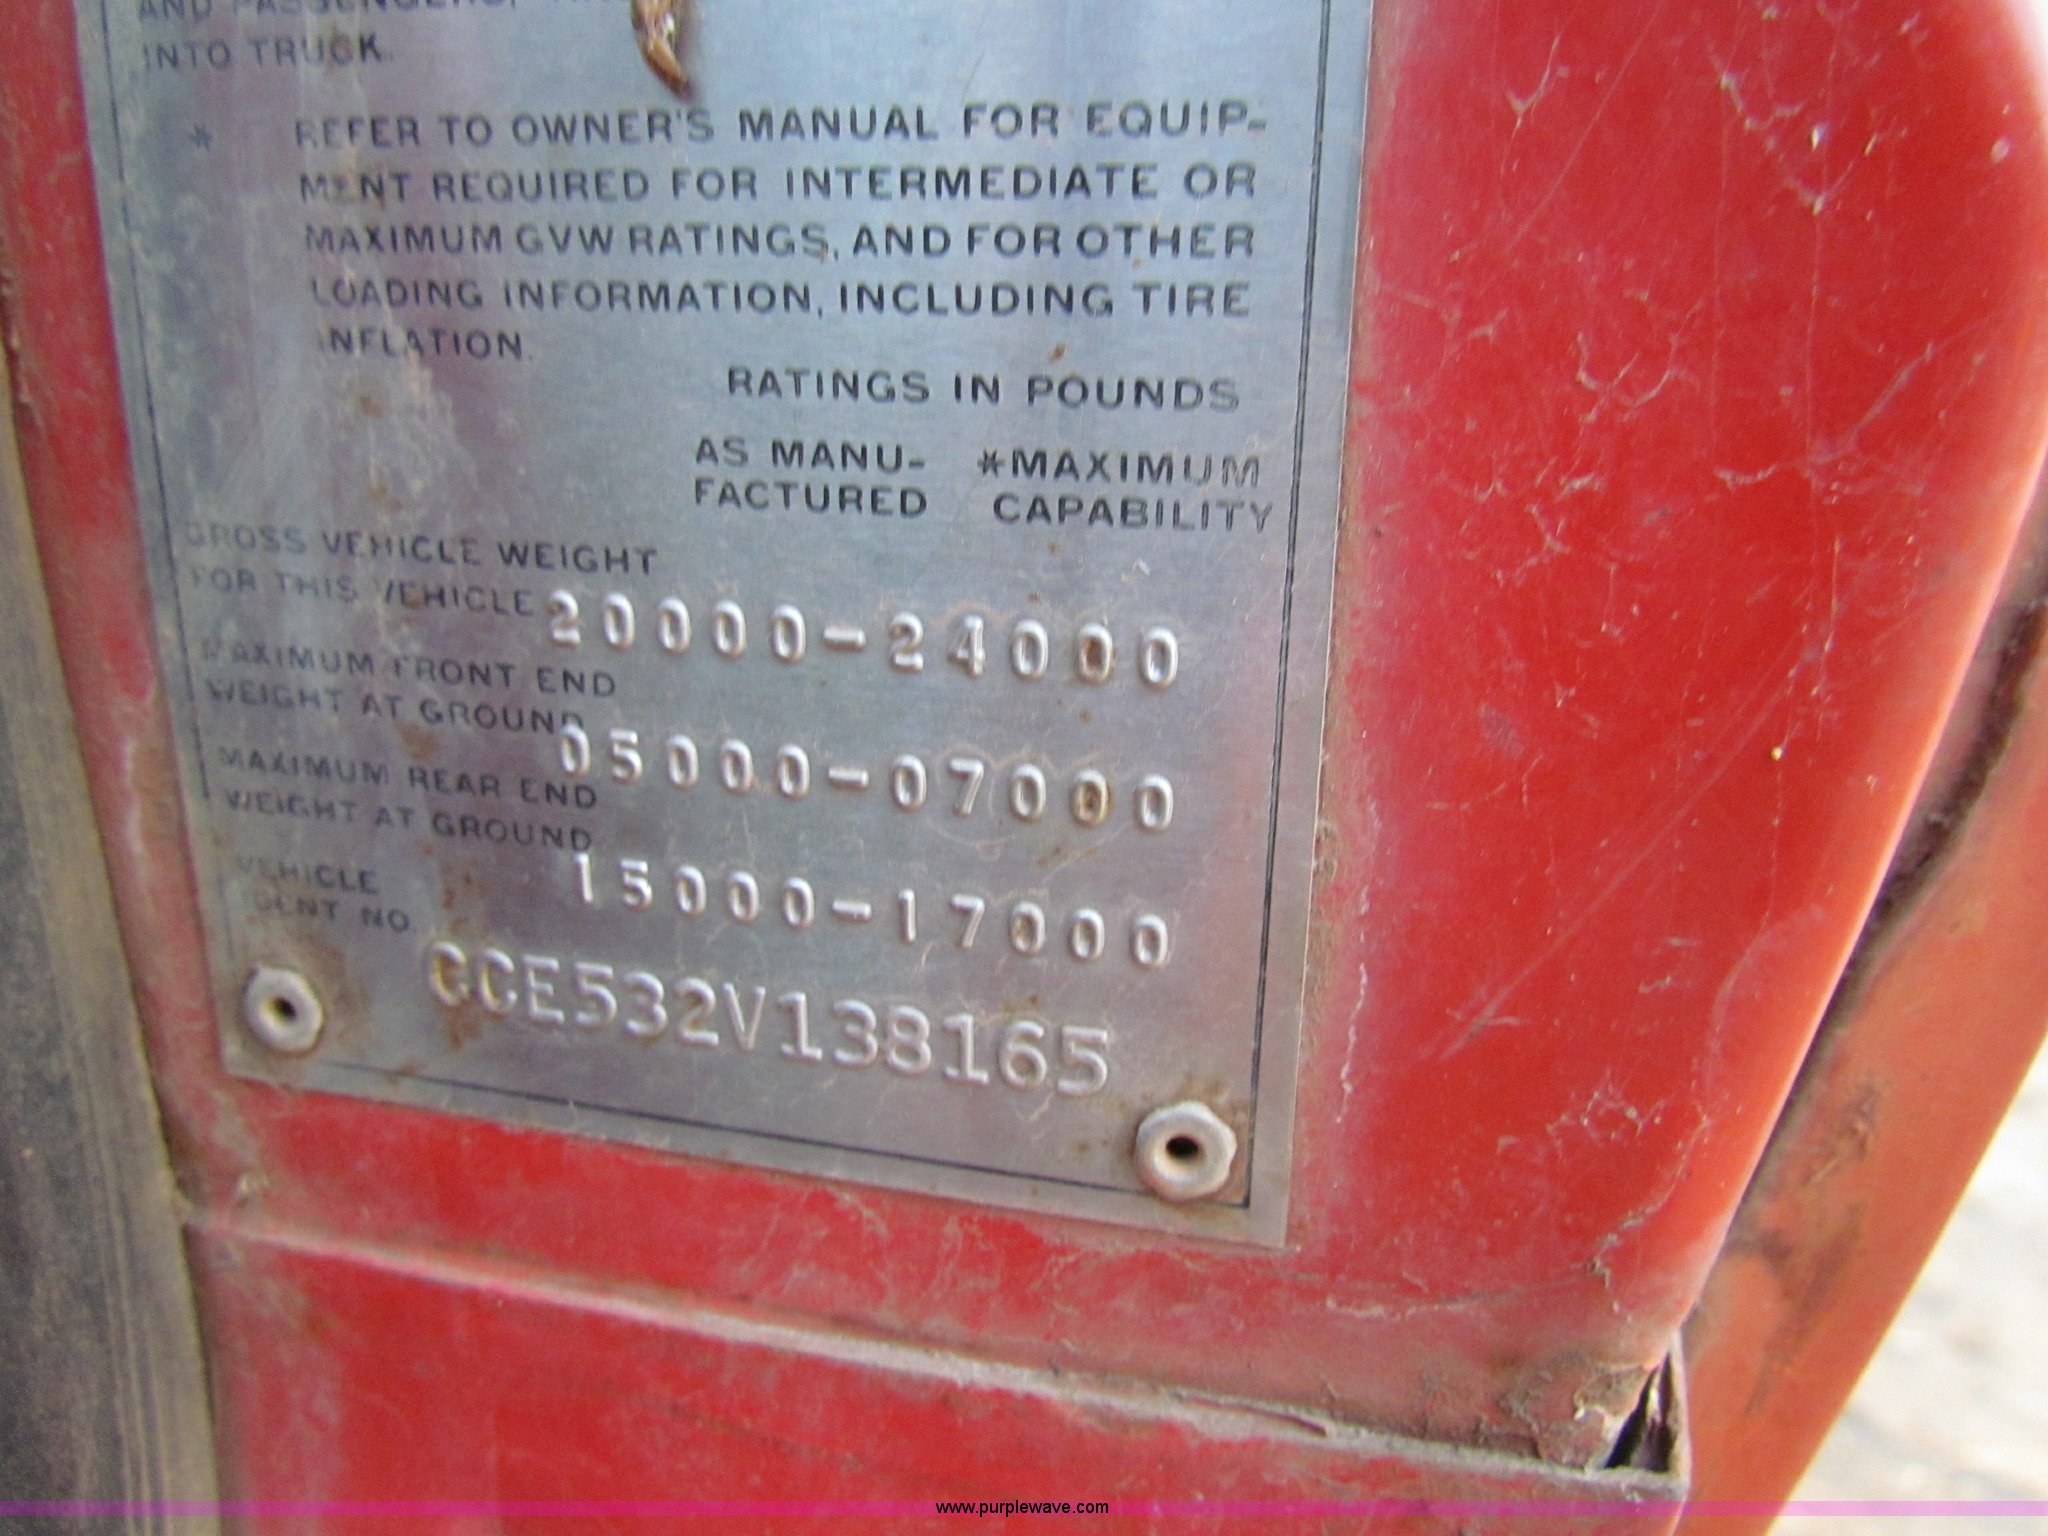 AND PASSENGERS,
INTO TRUCK.
* REFER TO OWNER'S MANUAL FOR EQUIP-
MENT REQUIRED FOR INTERMEDIATE OR
MAXIMUM GVW RATINGS, AND FOR OTHER
LOADING INFORMATION, INCLUDING TIRE
INFLATION.
RATINGS IN POUNDS
AS MANU- *MAXIMUM
FACTURED CAPABILITY
GROSS VEHICLE WEIGHT
FOR THIS VEHICLE 20000-24000
MAXIMUM FRONT END
WEIGHT AT GROUND 05000-07000
MAXIMUM REAR END
WEIGHT AT GROUND 15000-17000
VEHICLE
IDENT NO. CCE532V138165
www.purplewave.com